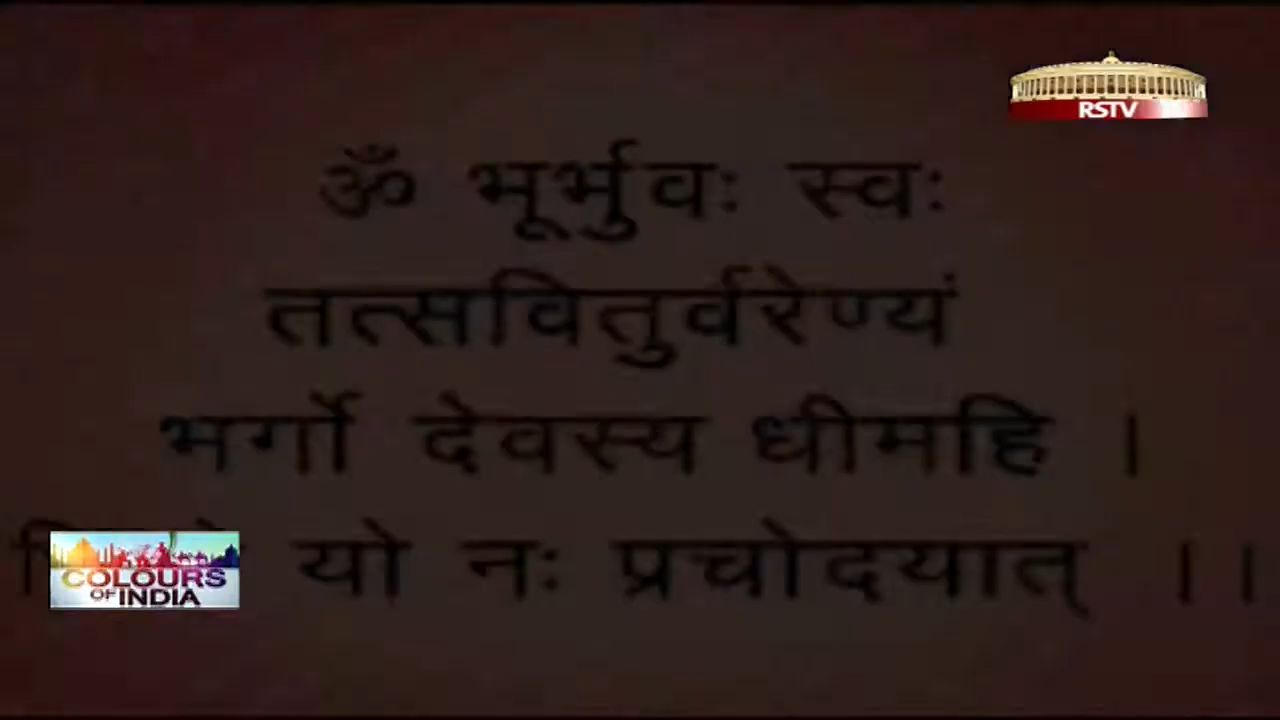 RSTV
ॐ भूर्भुवः स्वः
तत्सवितुर्वरेण्यं
भर्गो देवस्य धीमहि ।
यो नः प्रचोदयात् ।।
COLOURS
OF INDIA